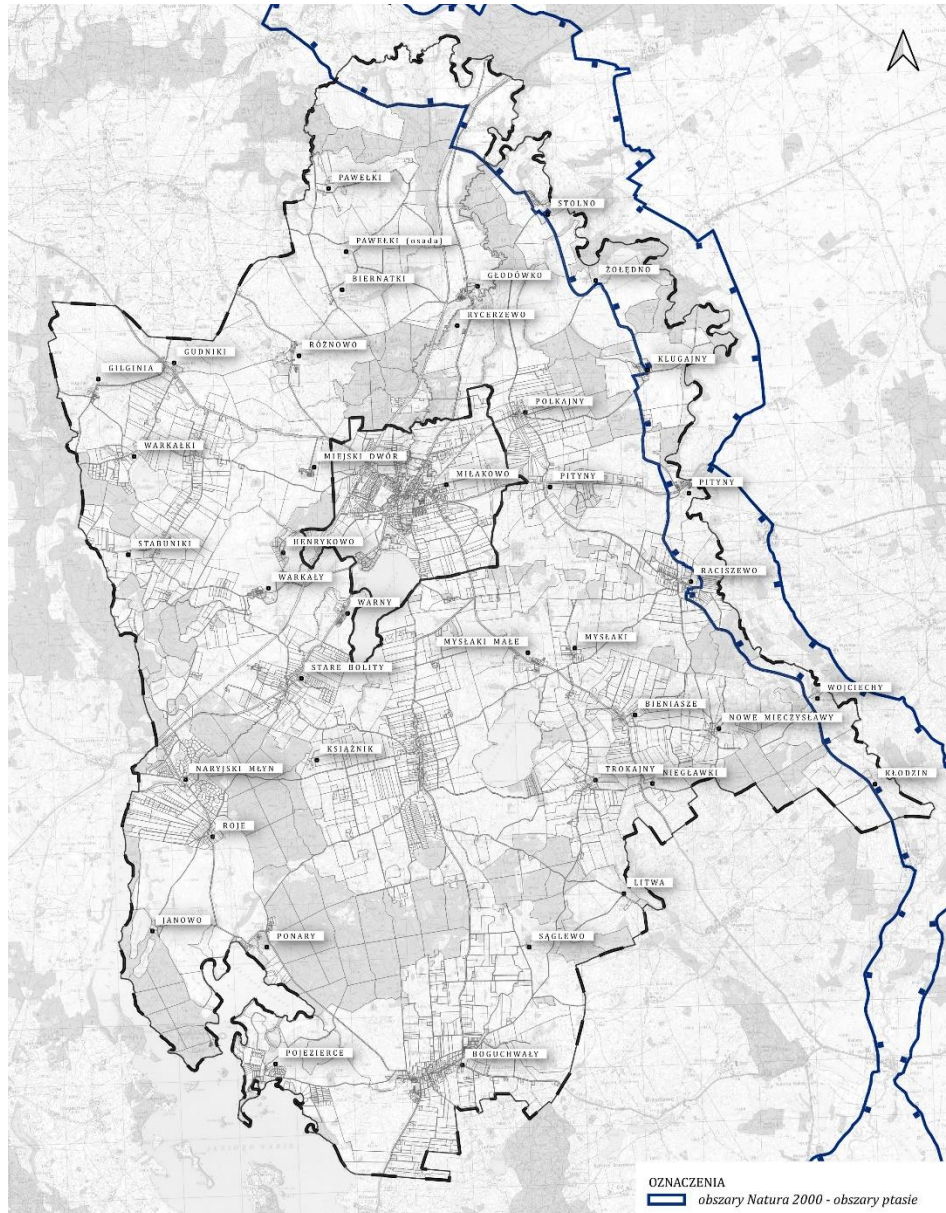 PAWEŁKI
STOLNO
PAWEŁKI (osada)
ŻOŁĘDNO
BIERNATKI
GŁODÓWKO
RYCERZEWO
RÓŻNOWO
GUDNIKI
KLUGAJNY
GILGINIA
POLKAJNY
WARKAŁKI
MIEJSKI DWÓR
MIŁAKOWO
PITYNY
PITYNY
STABUNIKI
HENRYKOWO
RACISZEWO
WARKAŁY
WARNY
MYSŁAKI MAŁE
MYSŁAKI
STARE BOLITY
WOJCIECHY
BIENIASZE
NOWE MIECZYSŁAWY
KSIĄŻNIK
NARYJSKI MŁYN
TROKAJNY
NIEGŁAWKI
KŁODZIN
ROJE
LITWA
JANOWO
PONARY
SĄGLEWO
POJEZIERCE
BOGUCHWAŁY
OZNACZENIA
obszary Natura 2000 - obszary ptasie